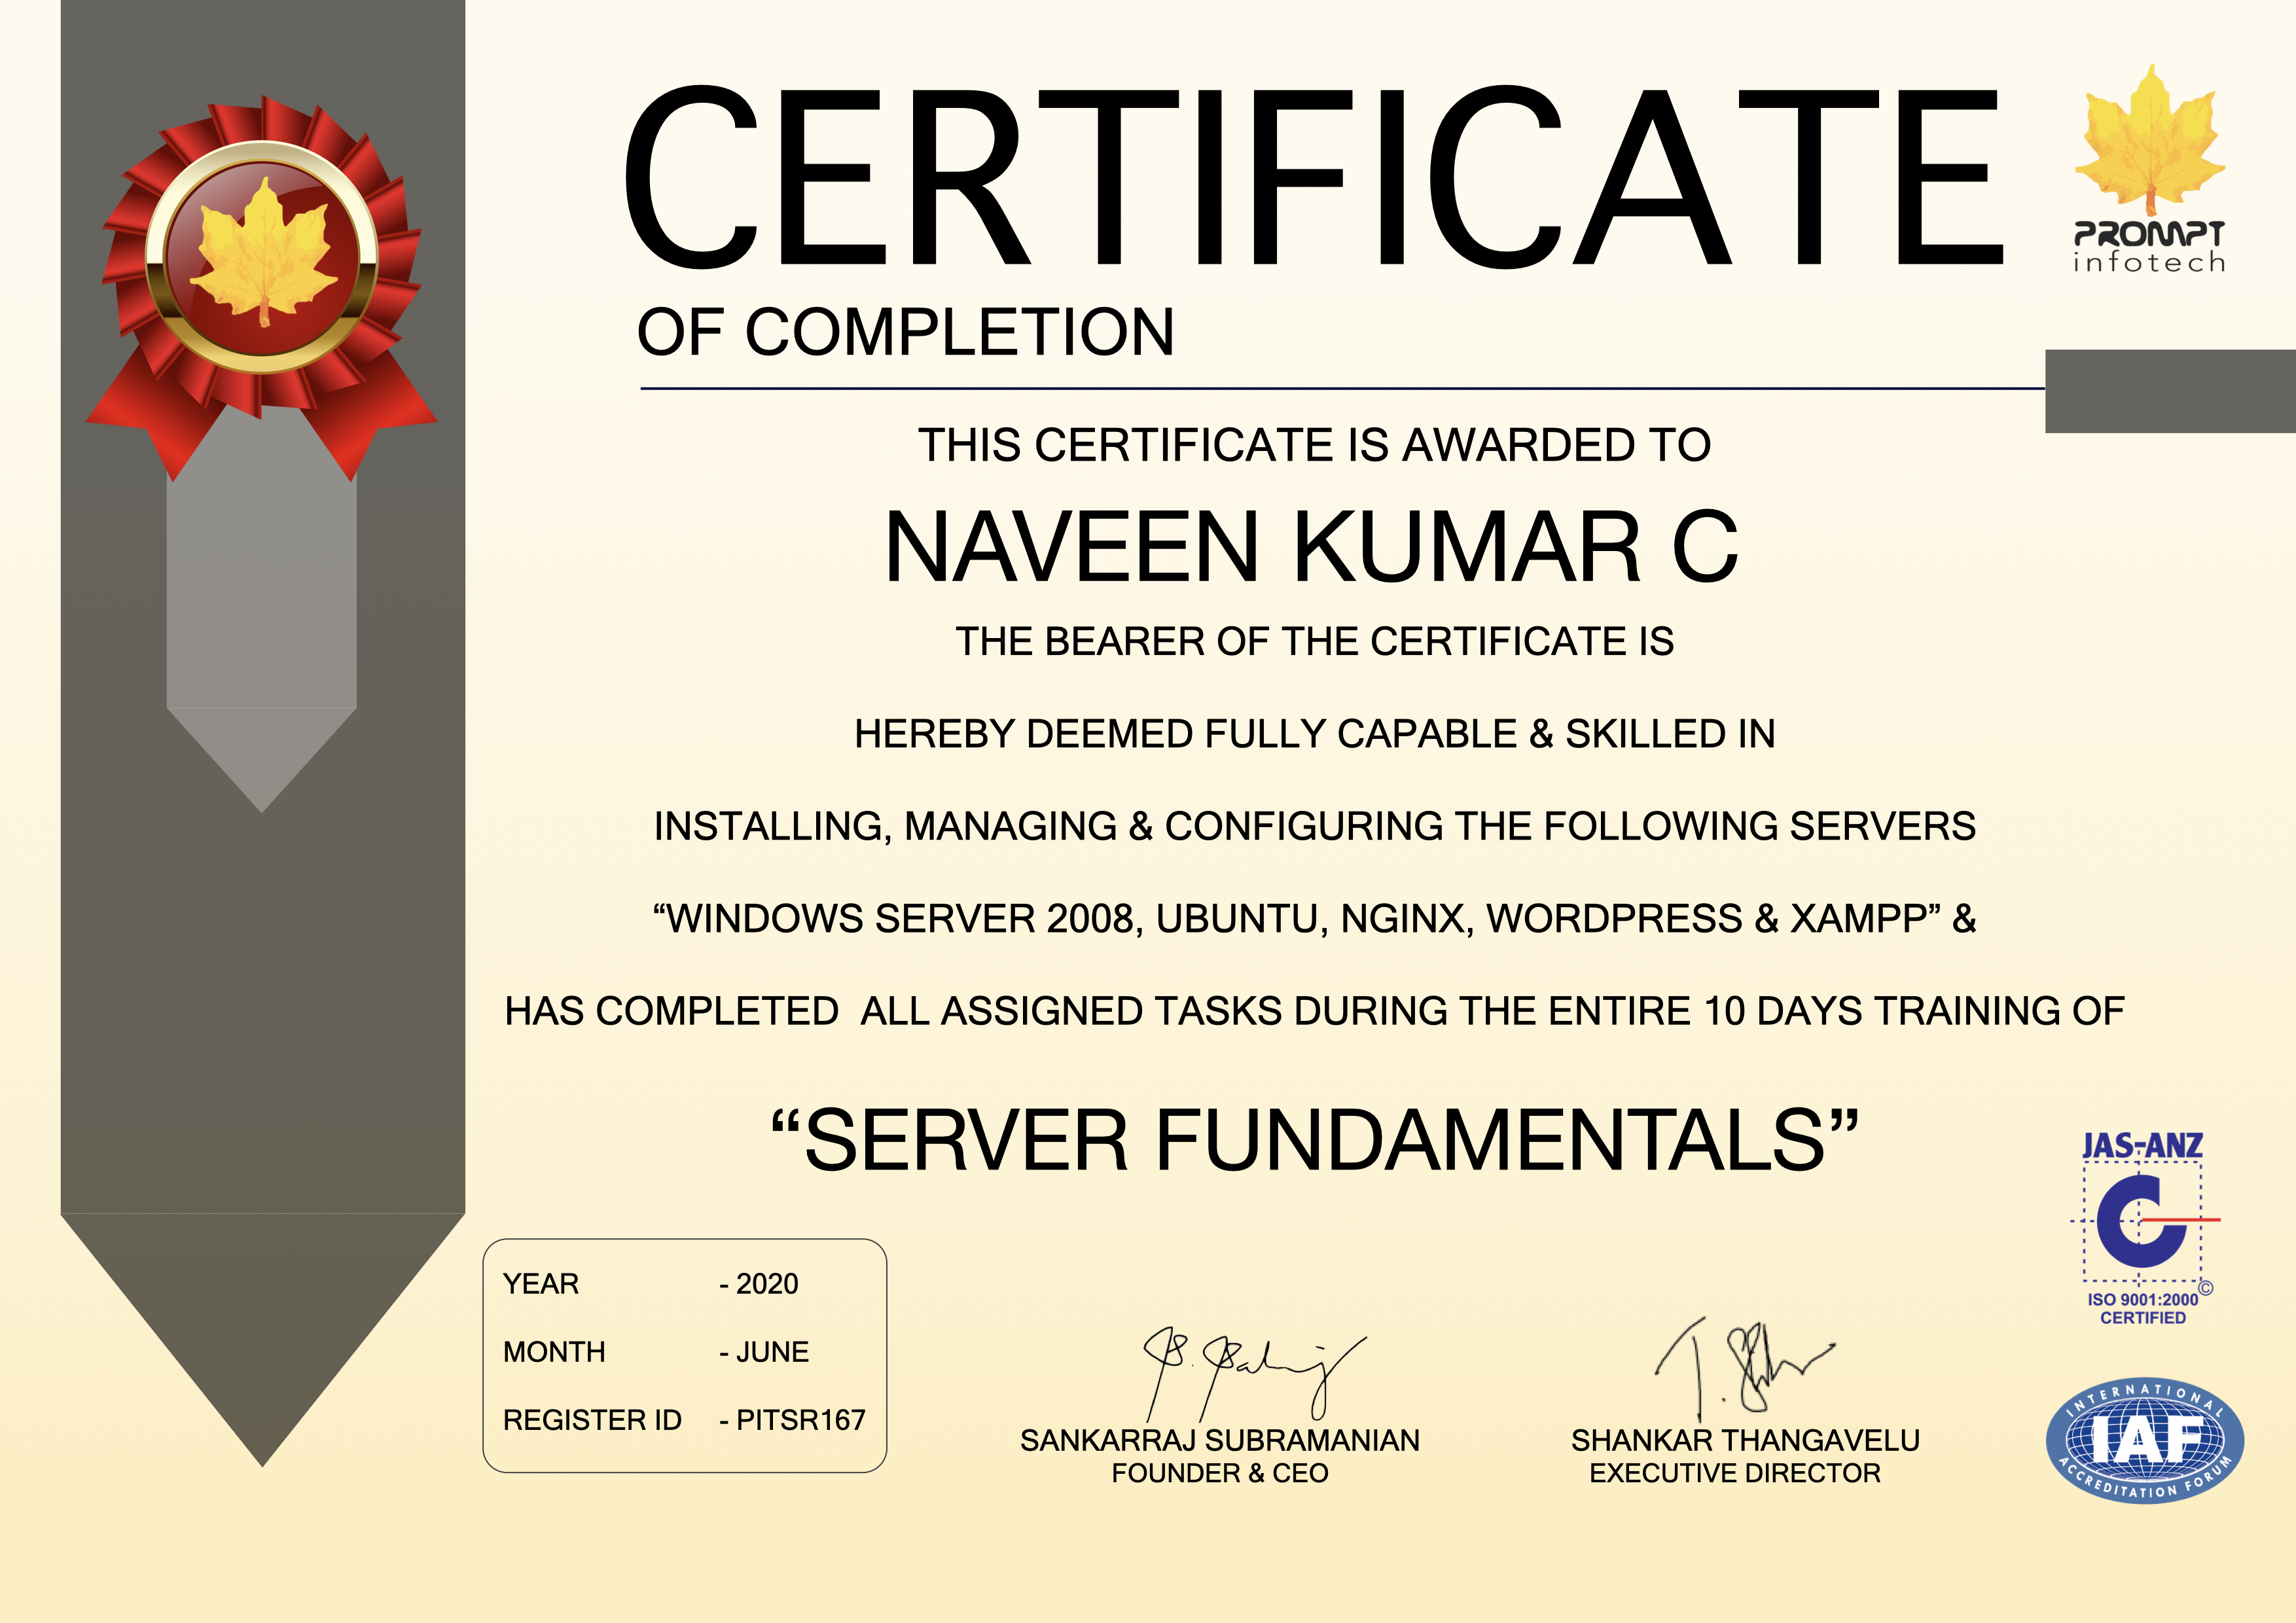 CERTIFICATE
PROMPT
infotech
OF COMPLETION
THIS CERTIFICATE IS AWARDED TO
NAVEEN KUMAR C
THE BEARER OF THE CERTIFICATE IS
HEREBY DEEMED FULLY CAPABLE & SKILLED IN
INSTALLING, MANAGING & CONFIGURING THE FOLLOWING SERVERS
“WINDOWS SERVER 2008, UBUNTU, NGINX, WORDPRESS & XAMPP” &
HAS COMPLETED  ALL ASSIGNED TASKS DURING THE ENTIRE 10 DAYS TRAINING OF
“SERVER FUNDAMENTALS”
YEAR - 2020
MONTH - JUNE
REGISTER ID - PITSR167
SANKARRAJ SUBRAMANIAN
FOUNDER & CEO
SHANKAR THANGAVELU
EXECUTIVE DIRECTOR
JAS-ANZ
©
ISO 9001:2000
CERTIFIED
INTERNATIONAL
IAF
ACCREDITATION FORUM